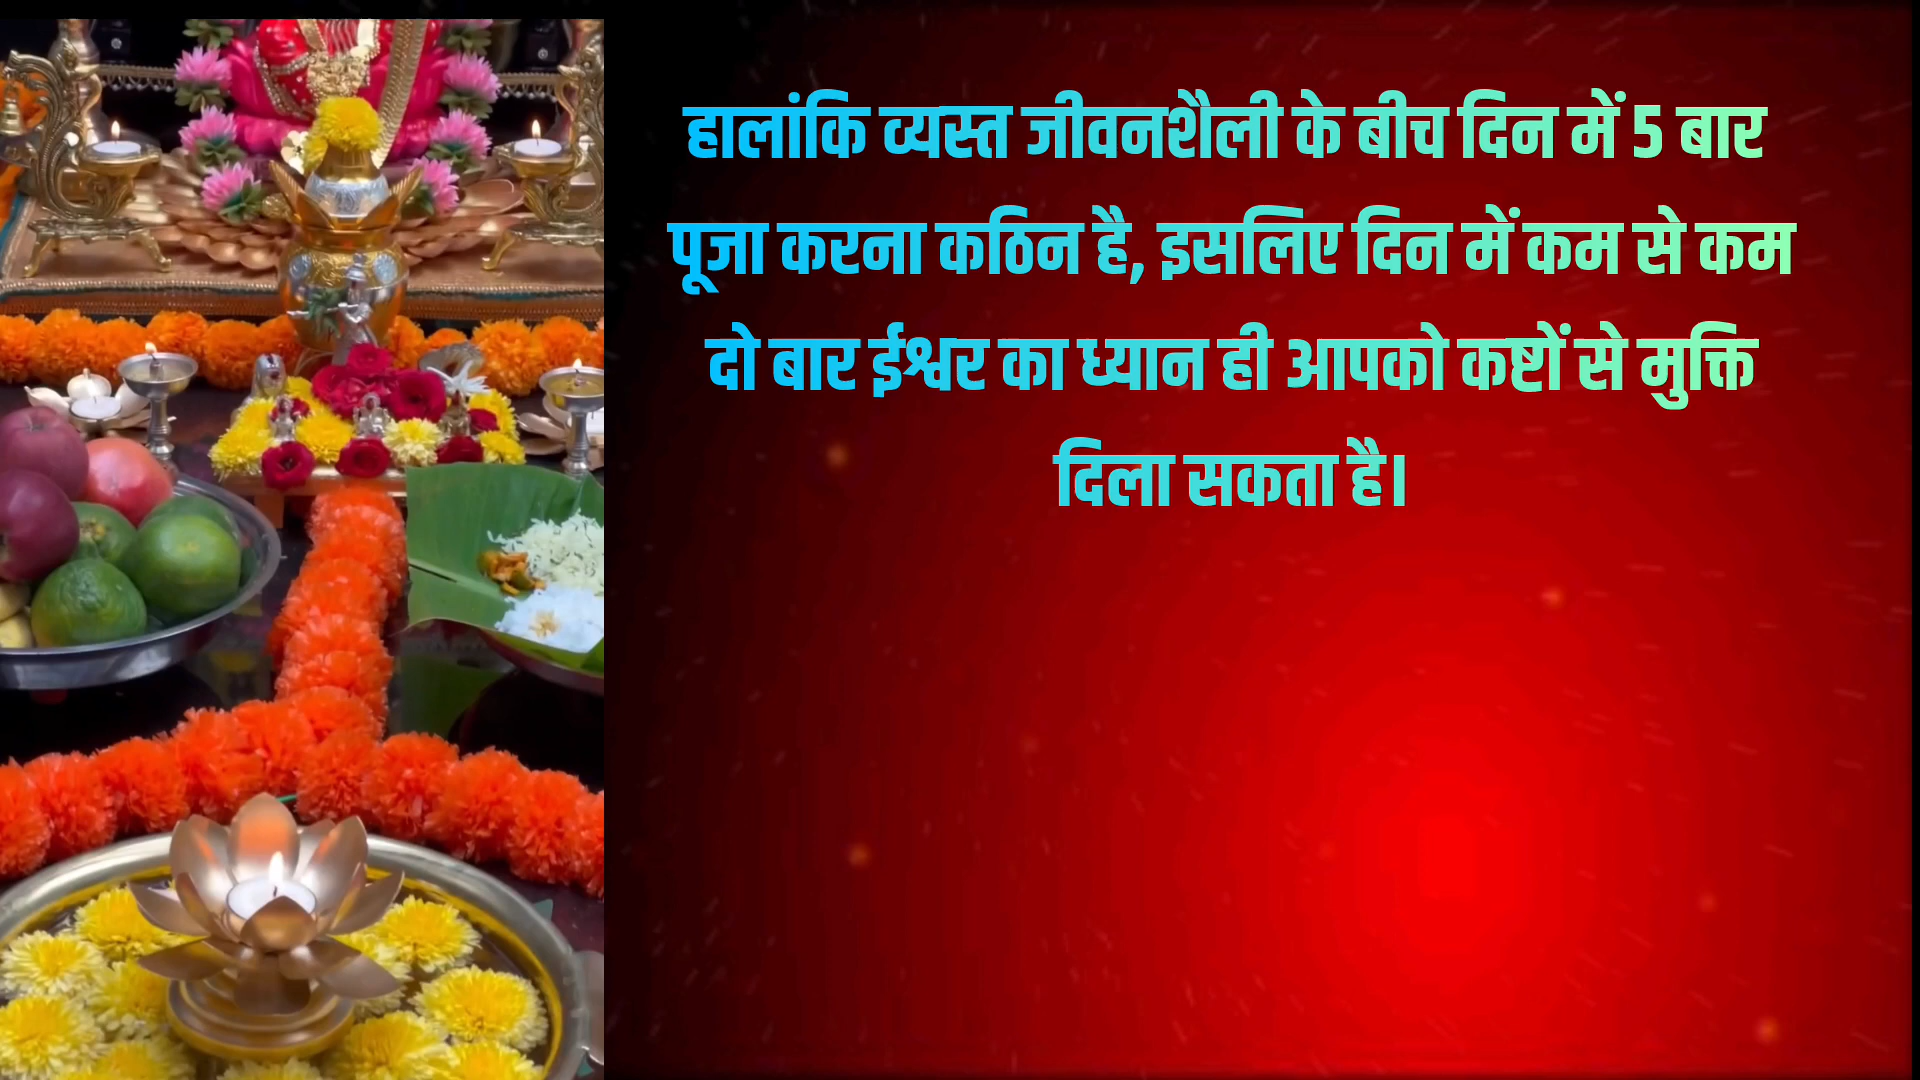 हालांकि व्यस्त जीवनशैली के बीच दिन में 5 बार
पूजा करना कठिन है, इसलिए दिन में कम से कम
दो बार ईश्वर का ध्यान ही आपको कष्टों से मुक्ति
दिला सकता है।